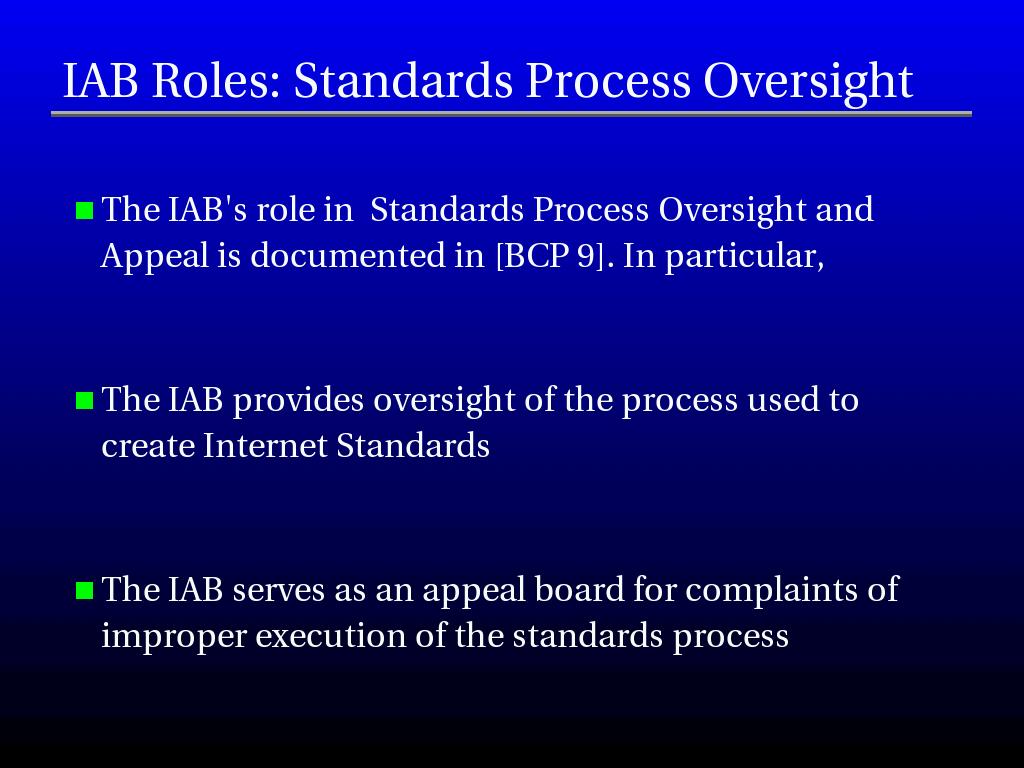 IAB Roles: Standards Process Oversight
The IAB's role in  Standards Process Oversight and
Appeal is documented in [BCP 9]. In particular,
The IAB provides oversight of the process used to
create Internet Standards
The IAB serves as an appeal board for complaints of
improper execution of the standards process